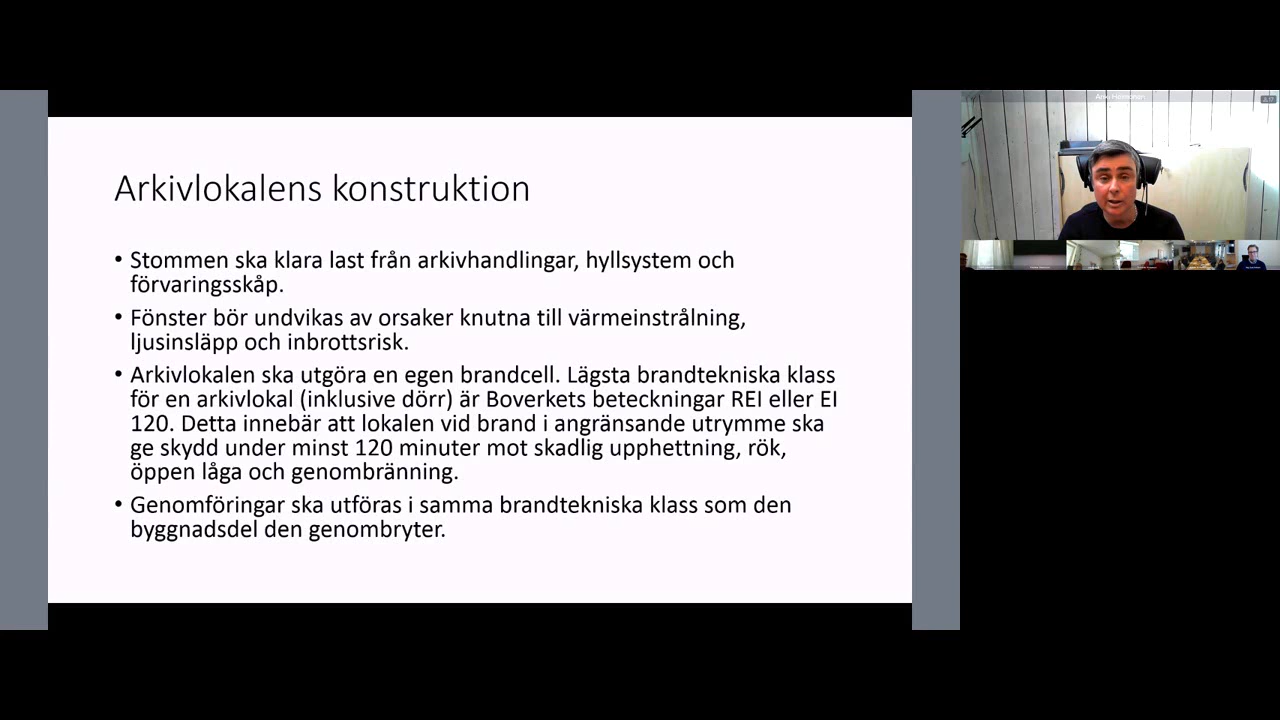 Arkivlokalens konstruktion
• Stommen ska klara last från arkivhandlingar, hyllsystem och
förvaringsskåp.
• Fönster bör undvikas av orsaker knutna till värmeinstrålning,
ljusinsläpp och inbrottsrisk.
• Arkivlokalen ska utgöra en egen brandcell. Lägsta brandtekniska klass
för en arkivlokal (inklusive dörr) är Boverkets beteckningar REI eller EI
120. Detta innebär att lokalen vid brand i angränsande utrymme ska
ge skydd under minst 120 minuter mot skadlig upphettning, rök,
öppen låga och genombränning.
• Genomföringar ska utföras i samma brandtekniska klass som den
byggnadsdel den genombryter.